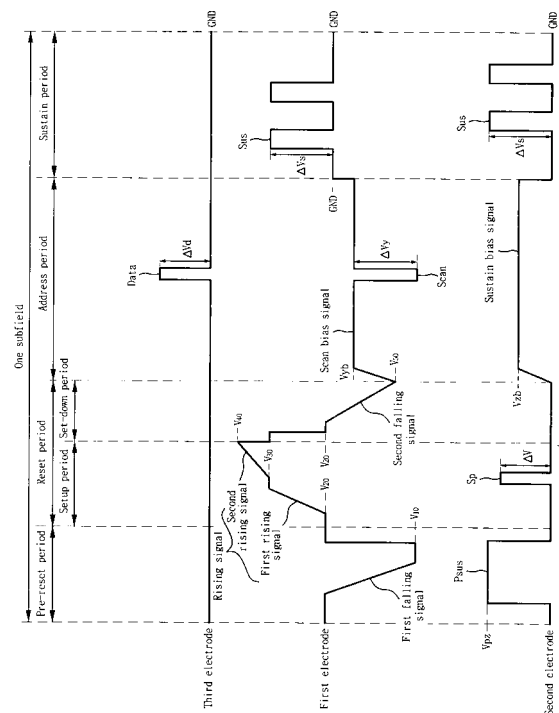 One subfield
Pre-reset period
Reset period
Address period
Sustain period
Setup period
Set-down period
Third electrode
GND
Data
ΔVd
Rising signal
Second rising signal
First rising signal
V40
V30
V20
V20
First electrode
First falling signal
V10
Second falling signal
V50
Vyb
Scan bias signal
ΔVy
Scan
GND
ΔVs
Sus
GND
Vpz
Psus
Sp
ΔV
Vzb
Sustain bias signal
ΔVs
Sus
Second electrode
GND